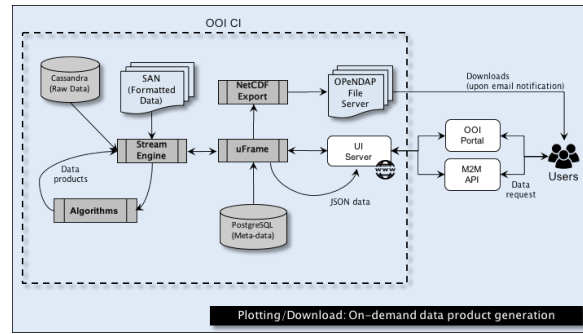 OOI CI
Cassandra
(Raw Data)
SAN
(Formatted
Data)
NetCDF
Export
OPeNDAP
File
Server
Downloads
(upon email notification)
Stream
Engine
uFrame
UI
Server
WWW
OOI
Portal
M2M
API
Users
Data
products
Algorithms
PostgreSQL
(Meta-data)
JSON data
Data
request
Plotting/Download: On-demand data product generation